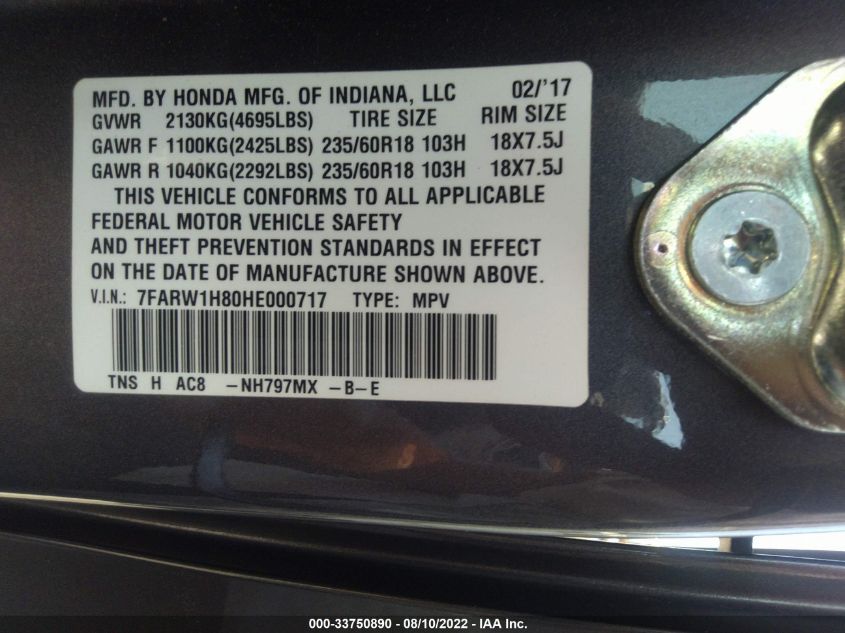 MFD. BY HONDA MFG. OF INDIANA, LLC 02/'17
GVWR 2130KG(4695LBS) TIRE SIZE RIM SIZE
GAWR F 1100KG(2425LBS) 235/60R18 103H 18X7.5J
GAWR R 1040KG(2292LBS) 235/60R18 103H 18X7.5J
THIS VEHICLE CONFORMS TO ALL APPLICABLE
FEDERAL MOTOR VEHICLE SAFETY
AND THEFT PREVENTION STANDARDS IN EFFECT
ON THE DATE OF MANUFACTURE SHOWN ABOVE.
V.I.N.: 7FARW1H80HE000717 TYPE: MPV
TNS H AC8 -NH797MX -B-E
000-33750890 - 08/10/2022 - IAA Inc.